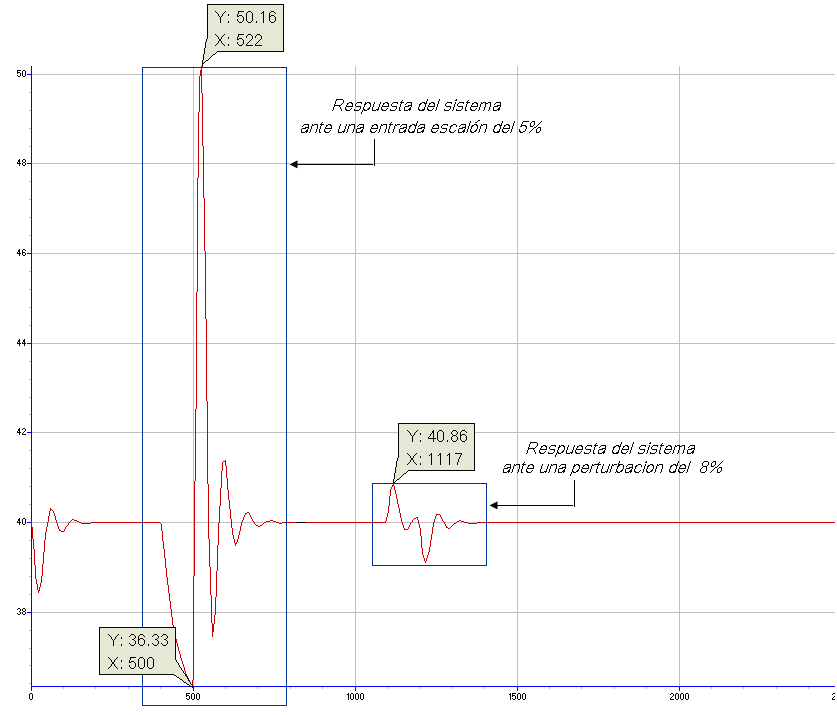 Y: 50.16
X: 522
50
Respuesta del sistema
ante una entrada escalón del 5%
48
46
44
42
Y: 40.86
X: 1117
Respuesta del sistema
ante una perturbacion del 8%
40
38
Y: 36.33
X: 500
0 500 1000 1500 2000 2